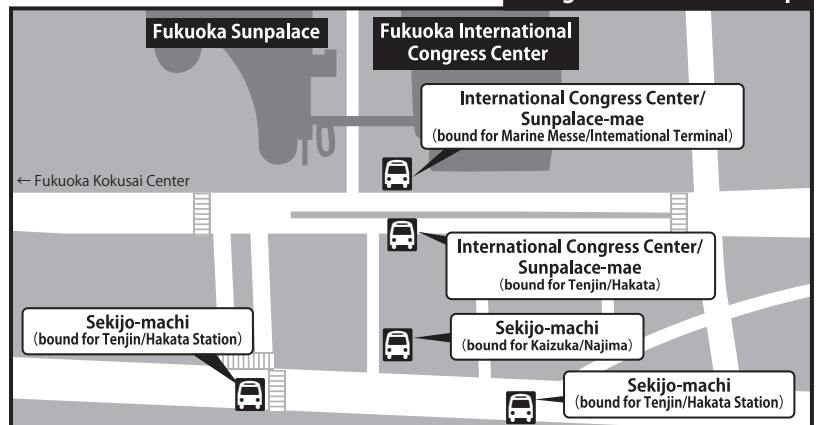 Fukuoka Sunpalace
Fukuoka International
Congress Center
International Congress Center/
Sunpalace-mae
(bound for Marine Messe/International Terminal)
← Fukuoka Kokusai Center
International Congress Center/
Sunpalace-mae
(bound for Tenjin/Hakata)
Sekijo-machi
(bound for Tenjin/Hakata Station)
Sekijo-machi
(bound for Kaizuka/Najima)
Sekijo-machi
(bound for Tenjin/Hakata Station)